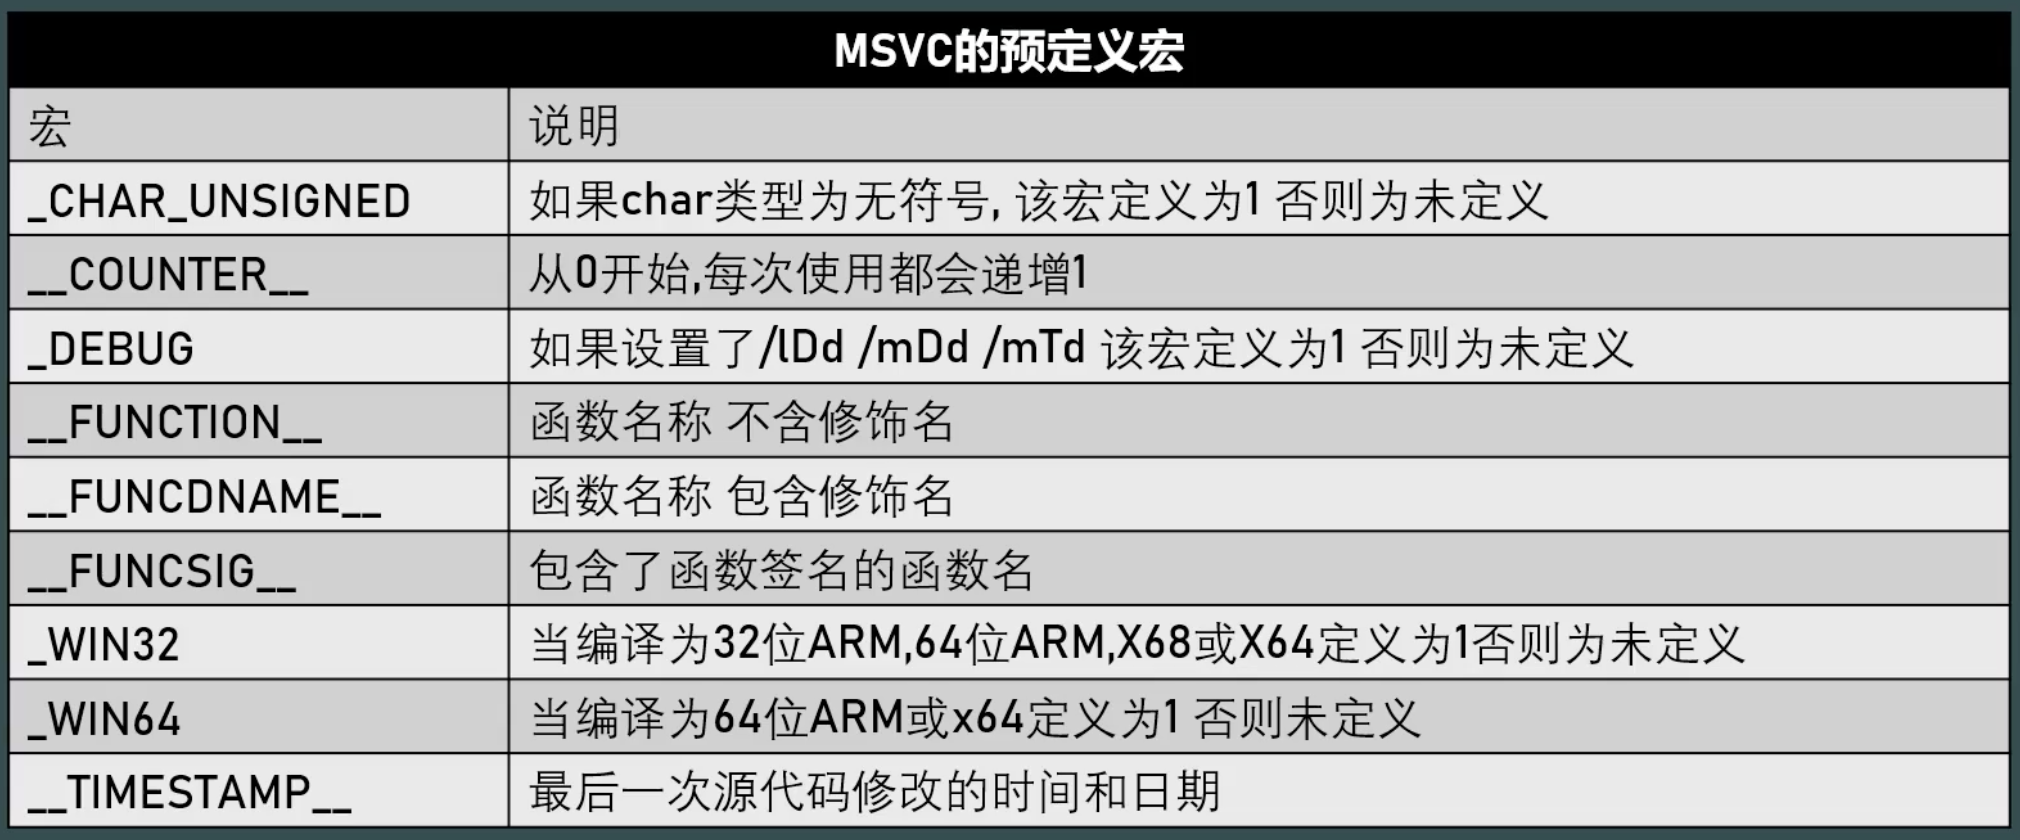 MSVC的预定义宏
宏 说明
_CHAR_UNSIGNED 如果char类型为无符号, 该宏定义为1 否则为未定义
__COUNTER__ 从0开始,每次使用都会递增1
_DEBUG 如果设置了/lDd /mDd /mTd 该宏定义为1 否则为未定义
__FUNCTION__ 函数名称 不含修饰名
__FUNCDNAME__ 函数名称 包含修饰名
__FUNCSIG__ 包含了函数签名的函数名
_WIN32 当编译为32位ARM,64位ARM,X68或X64定义为1否则为未定义
_WIN64 当编译为64位ARM或x64定义为1 否则未定义
__TIMESTAMP__ 最后一次源代码修改的时间和日期